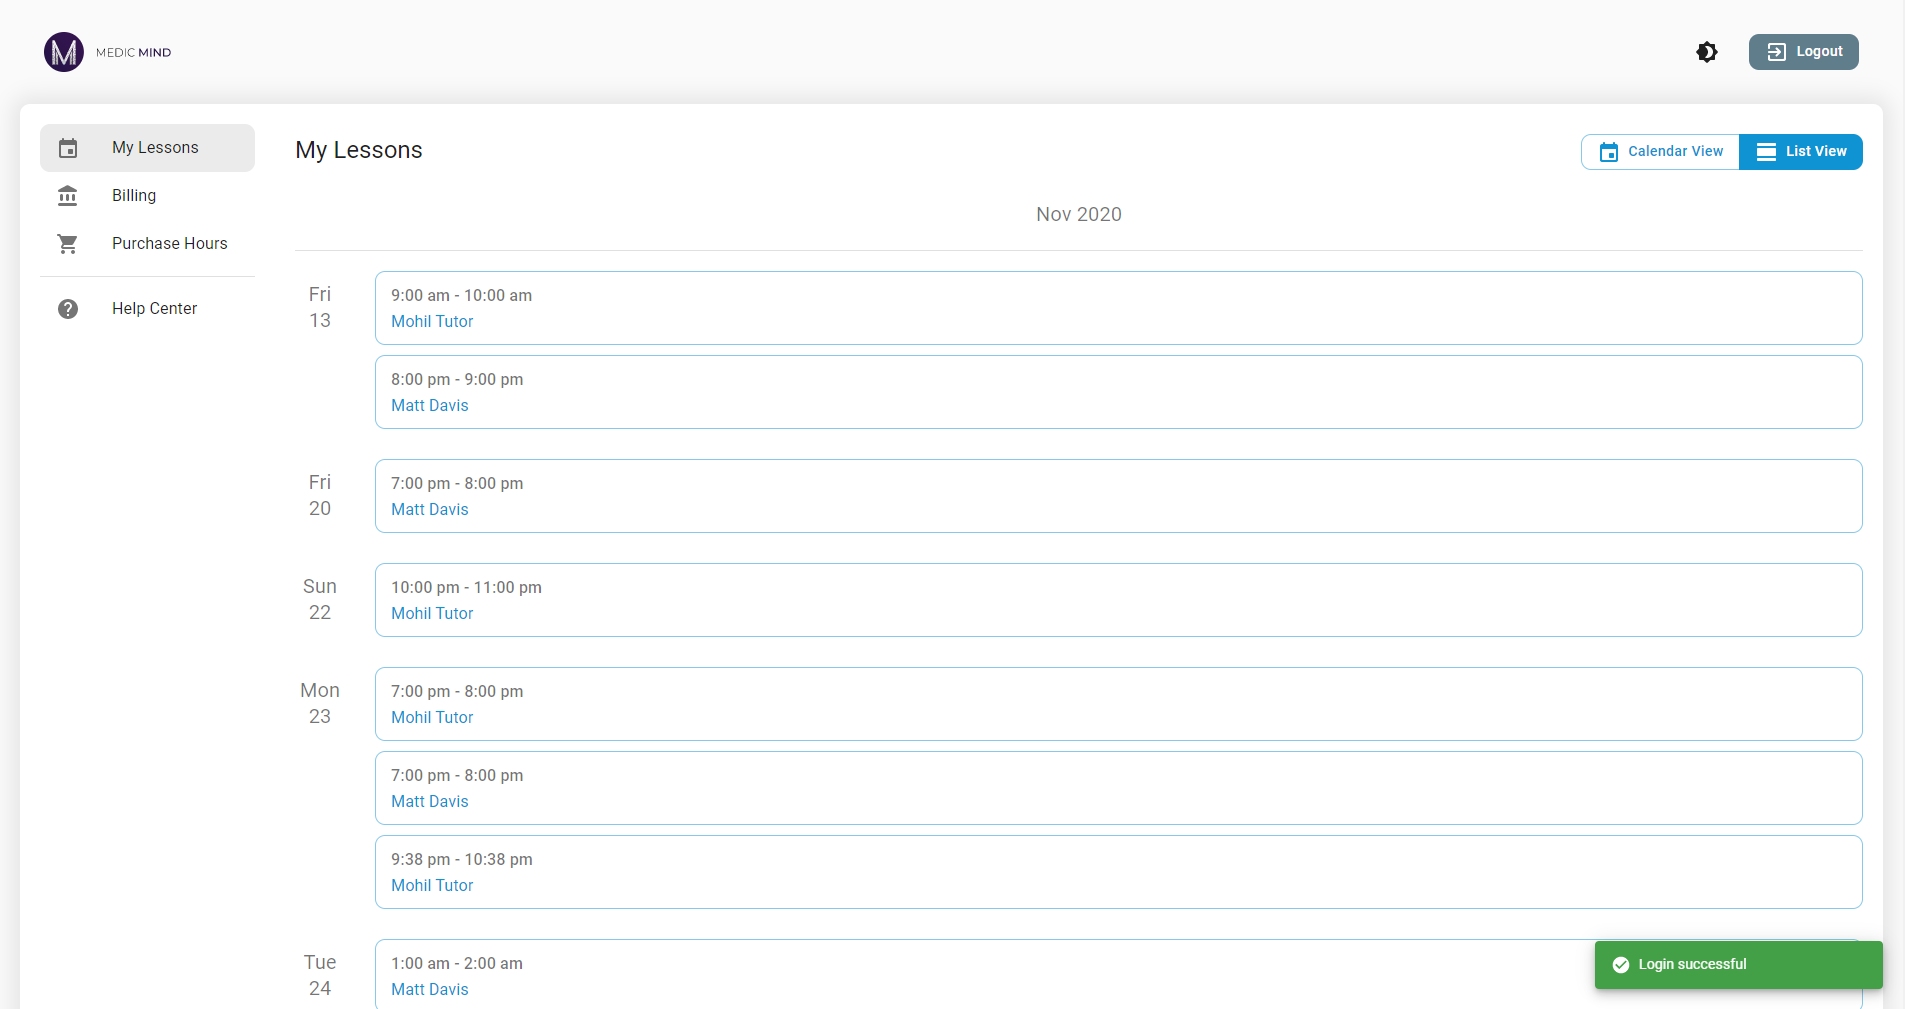 MEDIC MIND
Logout
My Lessons
Billing
Purchase Hours
Help Center
My Lessons
Calendar View
List View
Nov 2020
Fri
13
9:00 am - 10:00 am
Mohil Tutor
8:00 pm - 9:00 pm
Matt Davis
Fri
20
7:00 pm - 8:00 pm
Matt Davis
Sun
22
10:00 pm - 11:00 pm
Mohil Tutor
Mon
23
7:00 pm - 8:00 pm
Mohil Tutor
7:00 pm - 8:00 pm
Matt Davis
9:38 pm - 10:38 pm
Mohil Tutor
Tue
24
1:00 am - 2:00 am
Matt Davis
Login successful